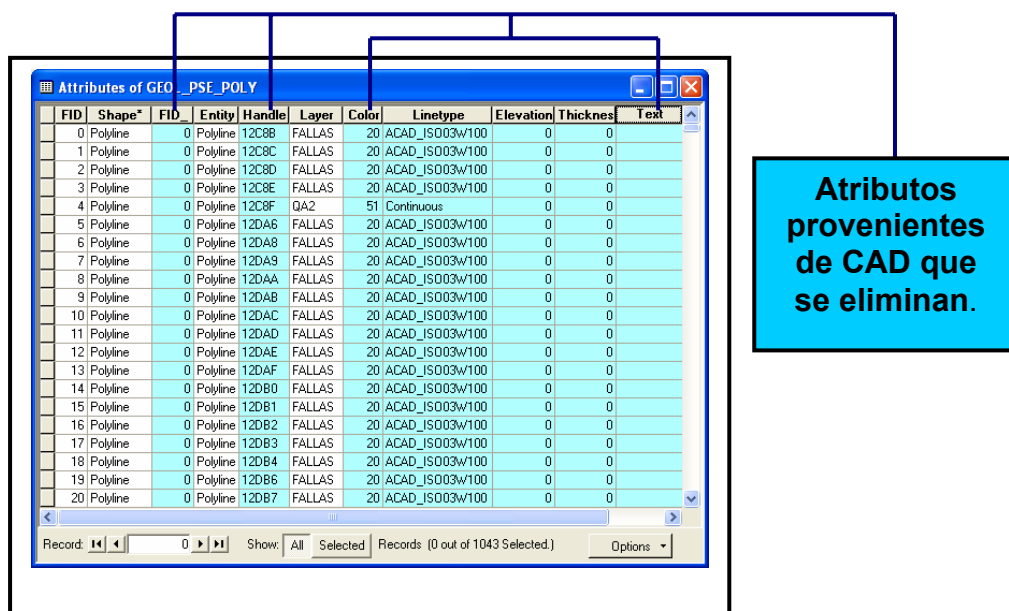 Attributes of GEOL_PSE_POLY
FID Shape* FID_ Entity Handle Layer Color Linetype Elevation Thicknes Text
0 Polyline 0 Polyline 12C8B FALLAS 20 ACAD_ISO03W100 0 0
1 Polyline 0 Polyline 12C8C FALLAS 20 ACAD_ISO03W100 0 0
2 Polyline 0 Polyline 12C8D FALLAS 20 ACAD_ISO03W100 0 0
3 Polyline 0 Polyline 12C8E FALLAS 20 ACAD_ISO03W100 0 0
4 Polyline 0 Polyline 12C8F QA2 51 Continuous 0 0
5 Polyline 0 Polyline 12DA6 FALLAS 20 ACAD_ISO03W100 0 0
6 Polyline 0 Polyline 12DA8 FALLAS 20 ACAD_ISO03W100 0 0
7 Polyline 0 Polyline 12DA9 FALLAS 20 ACAD_ISO03W100 0 0
8 Polyline 0 Polyline 12DAA FALLAS 20 ACAD_ISO03W100 0 0
9 Polyline 0 Polyline 12DAB FALLAS 20 ACAD_ISO03W100 0 0
10 Polyline 0 Polyline 12DAC FALLAS 20 ACAD_ISO03W100 0 0
11 Polyline 0 Polyline 12DAD FALLAS 20 ACAD_ISO03W100 0 0
12 Polyline 0 Polyline 12DAE FALLAS 20 ACAD_ISO03W100 0 0
13 Polyline 0 Polyline 12DAF FALLAS 20 ACAD_ISO03W100 0 0
14 Polyline 0 Polyline 12DB0 FALLAS 20 ACAD_ISO03W100 0 0
15 Polyline 0 Polyline 12DB1 FALLAS 20 ACAD_ISO03W100 0 0
16 Polyline 0 Polyline 12DB2 FALLAS 20 ACAD_ISO03W100 0 0
17 Polyline 0 Polyline 12DB3 FALLAS 20 ACAD_ISO03W100 0 0
18 Polyline 0 Polyline 12DB4 FALLAS 20 ACAD_ISO03W100 0 0
19 Polyline 0 Polyline 12DB6 FALLAS 20 ACAD_ISO03W100 0 0
20 Polyline 0 Polyline 12DB7 FALLAS 20 ACAD_ISO03W100 0 0
Record: 0 Show: All Selected Records (0 out of 1043 Selected.) Options
Atributos
provenientes
de CAD que
se eliminan.